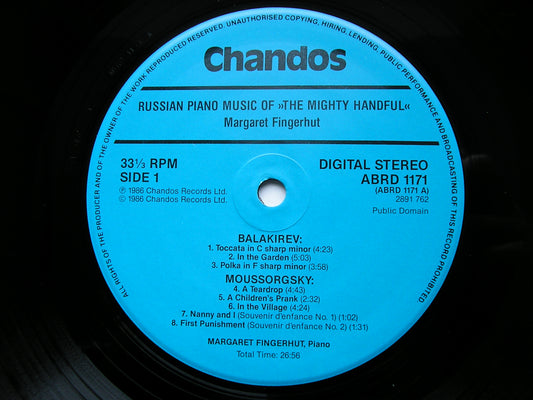 ALL RIGHTS OF THE PRODUCER AND OF THE OWNER OF THE WORK REPRODUCED RESERVED. UNAUTHORISED COPYING, HIRING, LENDING, PUBLIC PERFORMANCE AND BROADCASTING OF THIS RECORD PROHIBITED
Chandos
RUSSIAN PIANO MUSIC OF »THE MIGHTY HANDFUL«
Margaret Fingerhut
33⅓ RPM
SIDE 1
℗ 1986 Chandos Records Ltd.
© 1986 Chandos Records Ltd.
DIGITAL STEREO
ABRD 1171
(ABRD 1171 A)
2891 762
Public Domain
BALAKIREV:
1. Toccata in C sharp minor (4:23)
2. In the Garden (5:03)
3. Polka in F sharp minor (3:58)
MOUSSORGSKY:
4. A Teardrop (4:43)
5. A Children's Prank (2:32)
6. In the Village (4:24)
7. Nanny and I (Souvenir d'enfance No. 1) (1:02)
8. First Punishment (Souvenir d'enfance No. 2) (1:31)
MARGARET FINGERHUT, Piano
Total Time: 26:56